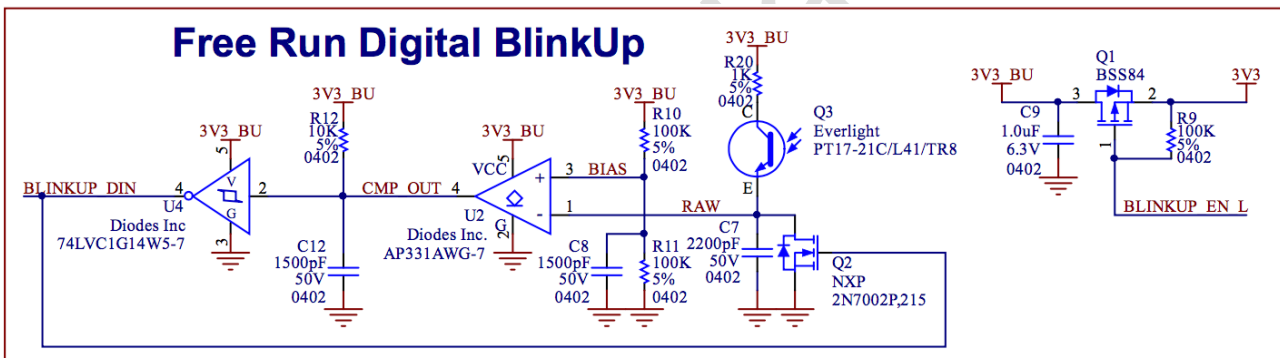 Free Run Digital BlinkUp
3V3_BU
R20
1K
5%
0402
C
Q3
Everlight
PT17-21C/L41/TR8
E
3V3_BU
R12
10K
5%
0402
3V3_BU
R10
100K
5%
0402
3V3_BU
5
V
G
3
BLINKUP_DIN
4
2
U4
Diodes Inc
74LVC1G14W5-7
CMP_OUT
4
VCC
5
+
-
G
2
U2
Diodes Inc.
AP331AWG-7
3
BIAS
1
RAW
C12
1500pF
50V
0402
C8
1500pF
50V
0402
R11
100K
5%
0402
C7
2200pF
50V
0402
Q2
NXP
2N7002P,215
3V3_BU
C9
1.0uF
6.3V
0402
Q1
BSS84
3
2
1
3V3
R9
100K
5%
0402
BLINKUP_EN_L